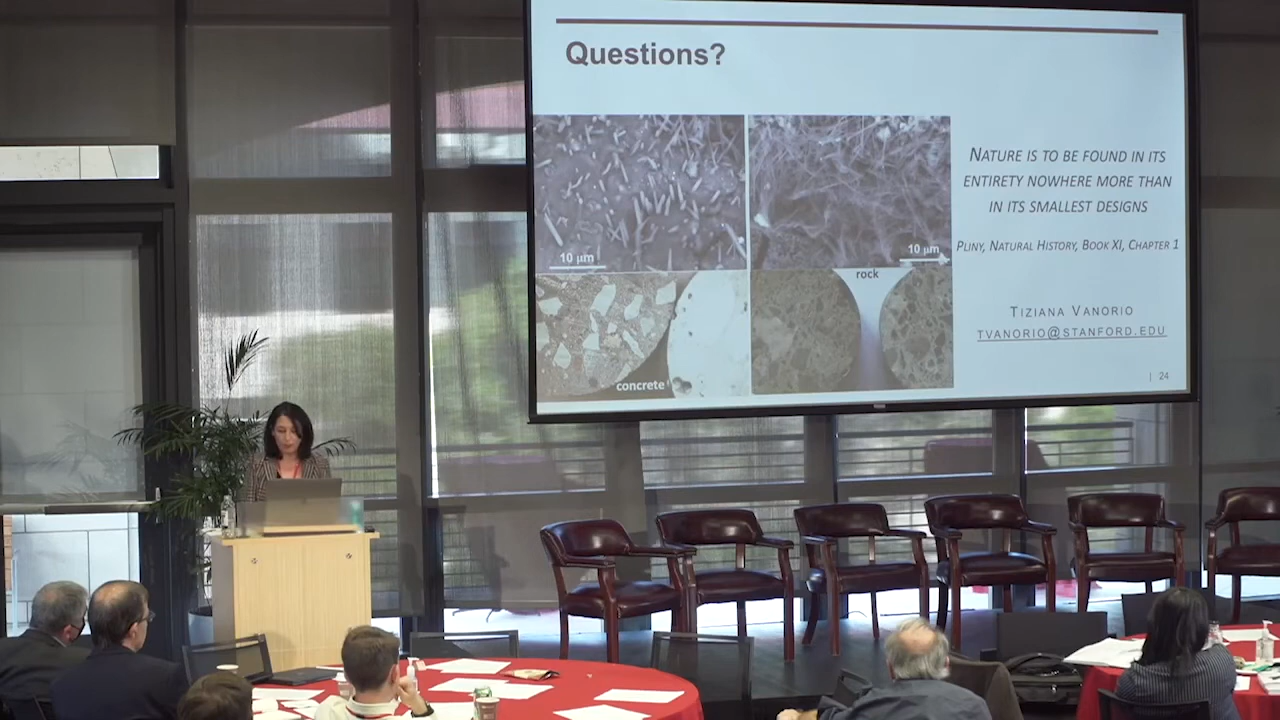 Questions?
10 µm
10 µm
concrete
rock
NATURE IS TO BE FOUND IN ITS
ENTIRETY NOWHERE MORE THAN
IN ITS SMALLEST DESIGNS
PLINY, NATURAL HISTORY, BOOK XI, CHAPTER 1
TIZIANA VANORIO
TVANORIO@STANFORD.EDU
| 24